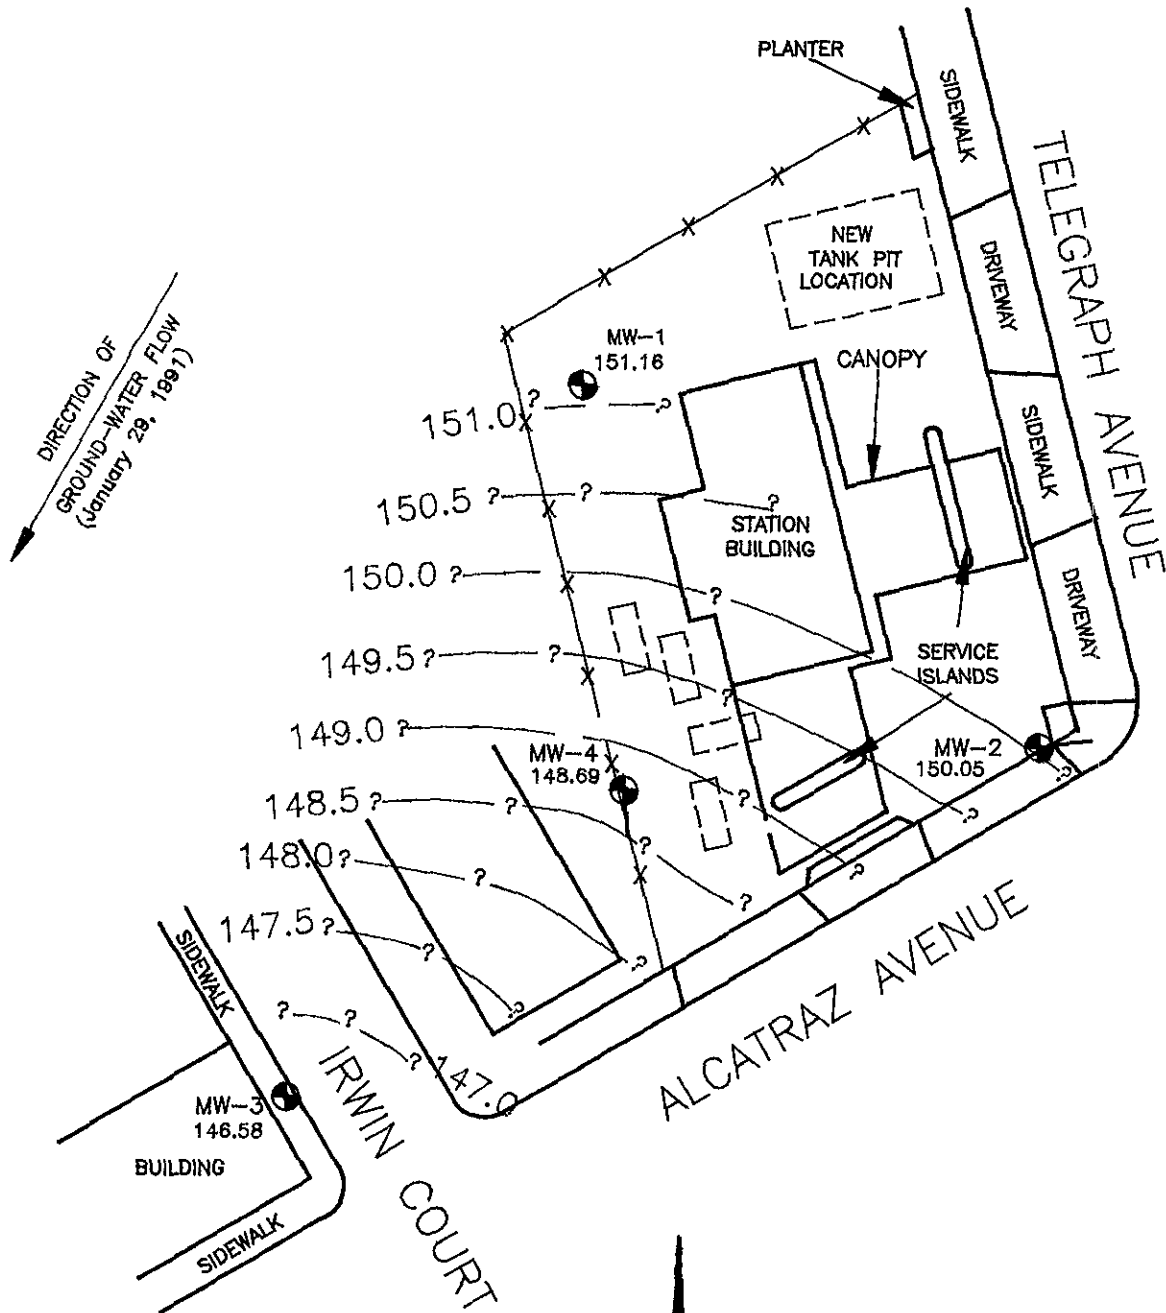 PLANTER
SIDEWALK
TELEGRAPH AVENUE
NEW
TANK PIT
LOCATION
DRIVEWAY
DIRECTION OF
GROUND-WATER FLOW
(January 29, 1991)
MW-1
151.16
CANOPY
151.0 ? ?
SIDEWALK
150.5 ? ? ?
STATION
BUILDING
150.0 ? ? ?
DRIVEWAY
SERVICE
ISLANDS
149.5 ? ? ? ?
149.0 ? ? ?
MW-4
148.69
MW-2
150.05
148.5 ? ? ? ?
148.0 ? ? ?
147.5 ? ? ?
SIDEWALK
? ? ? 147.0
ALCATRAZ AVENUE
IRWIN COURT
MW-3
146.58
BUILDING
SIDEWALK